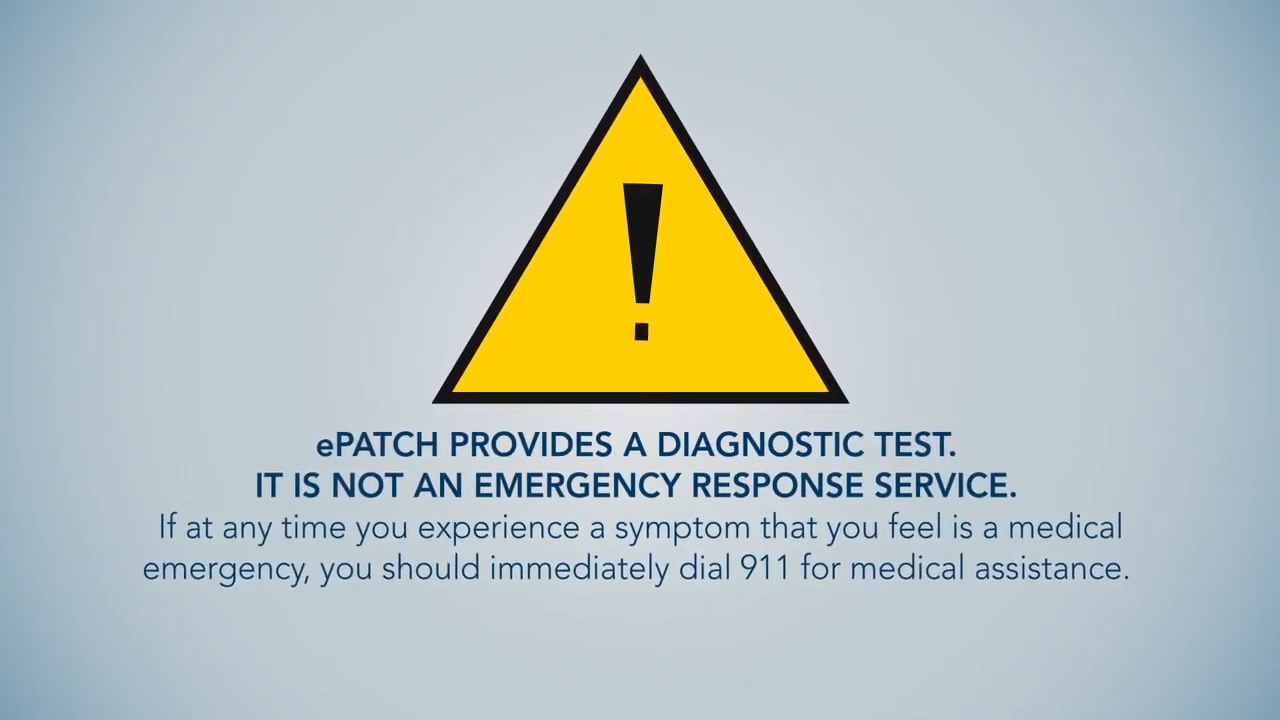 !
ePATCH PROVIDES A DIAGNOSTIC TEST.
IT IS NOT AN EMERGENCY RESPONSE SERVICE.
If at any time you experience a symptom that you feel is a medical
emergency, you should immediately dial 911 for medical assistance.